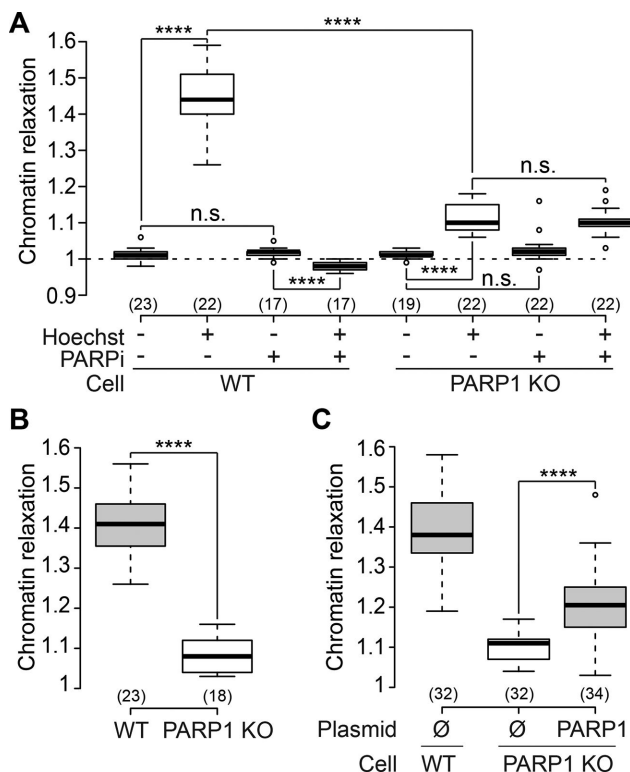 A
Chromatin relaxation
1.6
1.5
1.4
1.3
1.2
1.1
1
0.9
****
****
n.s.
n.s.
****
****
n.s.
(23) (22) (17) (17) (19) (22) (22) (22)
Hoechst - + - + - + - +
PARPi - - + + - - + +
Cell WT PARP1 KO
B
Chromatin relaxation
1.6
1.5
1.4
1.3
1.2
1.1
1
****
(23) (18)
WT PARP1 KO
C
Chromatin relaxation
1.6
1.5
1.4
1.3
1.2
1.1
1
****
(32) (32) (34)
Plasmid Ø Ø PARP1
Cell WT PARP1 KO